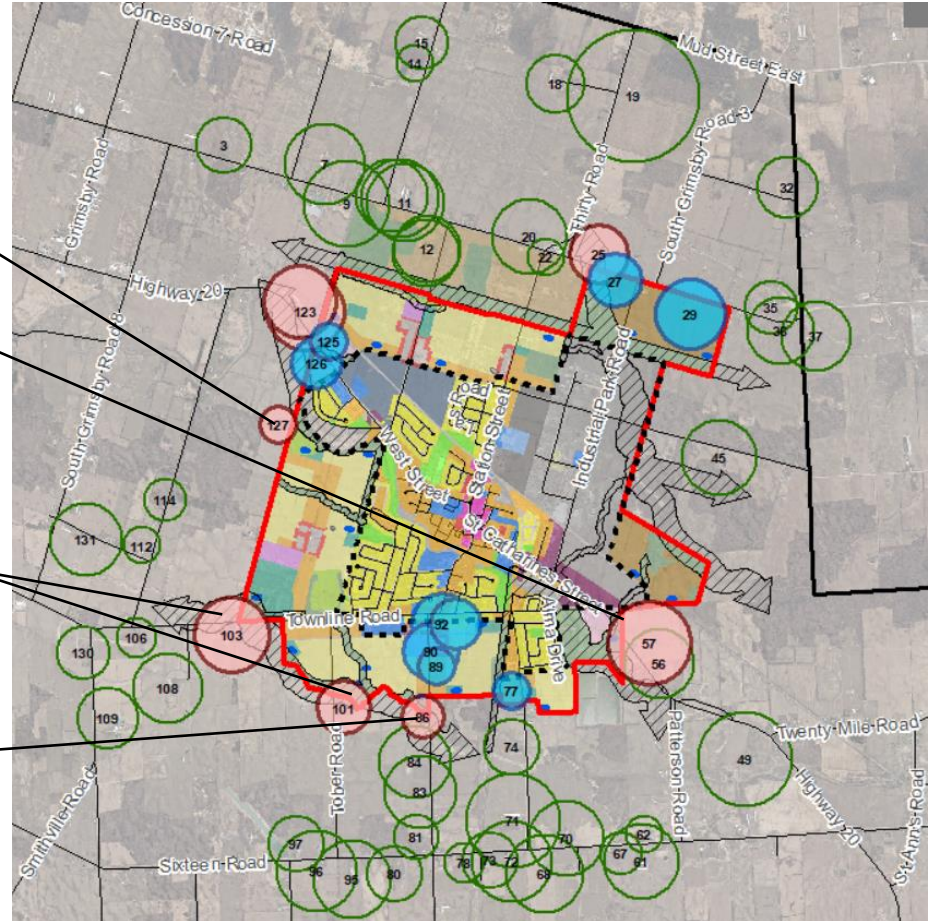 Concession 7 Road
15
14
Mud Street East
18
19
3
Grimsby Road
7
9
11
12
20
22
Thirty Road
25
South Grimsby Road 3
32
27
29
35
36
37
Highway 20
South Grimsby Road 8
123
125
126
127
Industrial Park Road
s Road
Station Street
West Street
St Catharines Street
45
114
112
131
Townline Road
Alma Drive
103
92
90
89
77
57
56
106
130
108
109
101
86
Tober Road
Patterson Road
Twenty Mile Road
Highway 20
St Ann's Road
Smithville Road
74
49
84
83
81
71
70
97
96
95
80
78
73
72
68
67
62
61
Sixteen Road